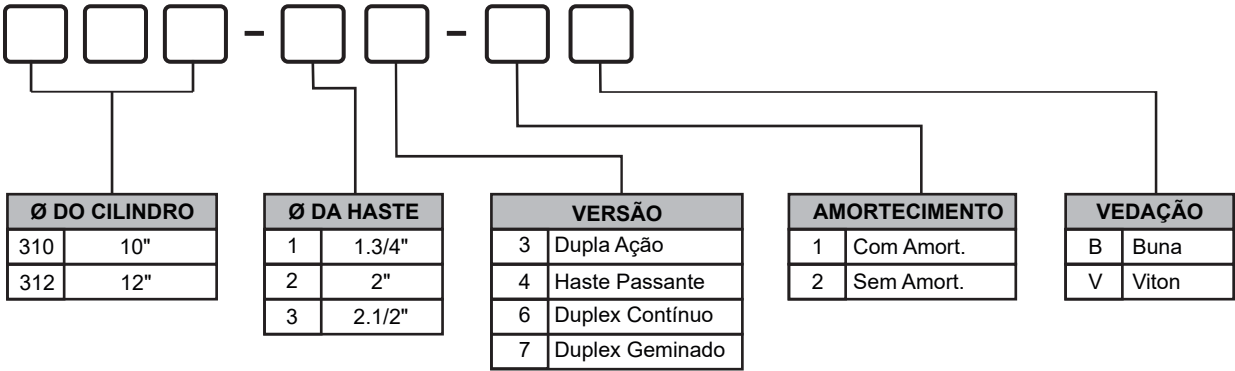 - -
Ø DO CILINDRO
310 10"
312 12"
Ø DA HASTE
1 1.3/4"
2 2"
3 2.1/2"
VERSÃO
3 Dupla Ação
4 Haste Passante
6 Duplex Contínuo
7 Duplex Geminado
AMORTECIMENTO
1 Com Amort.
2 Sem Amort.
VEDAÇÃO
B Buna
V Viton